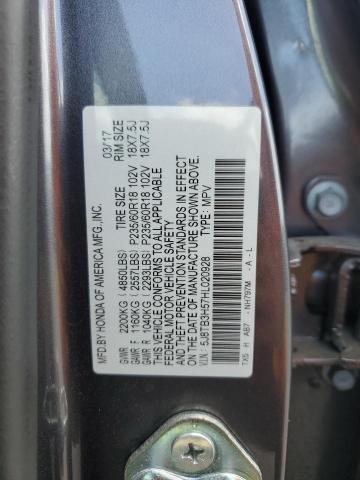 MFD.BY HONDA OF AMERICA MFG.,INC. 03/17
TIRE SIZE RIM SIZE
GVWR 2200KG ( 4850LBS)
GAWR F 1160KG ( 2557LBS) P235/60R18 102V 18X7.5J
GAWR R 1040KG ( 2293LBS) P235/60R18 102V 18X7.5J
THIS VEHICLE CONFORMS TO ALL APPLICABLE
FEDERAL MOTOR VEHICLE SAFETY
AND THEFT PREVENTION STANDARDS IN EFFECT
ON THE DATE OF MANUFACTURE SHOWN ABOVE.
V.I.N.: 5J8TB3H57HL020928 TYPE: MPV
TX5 H AB7 - NH797M - A - L